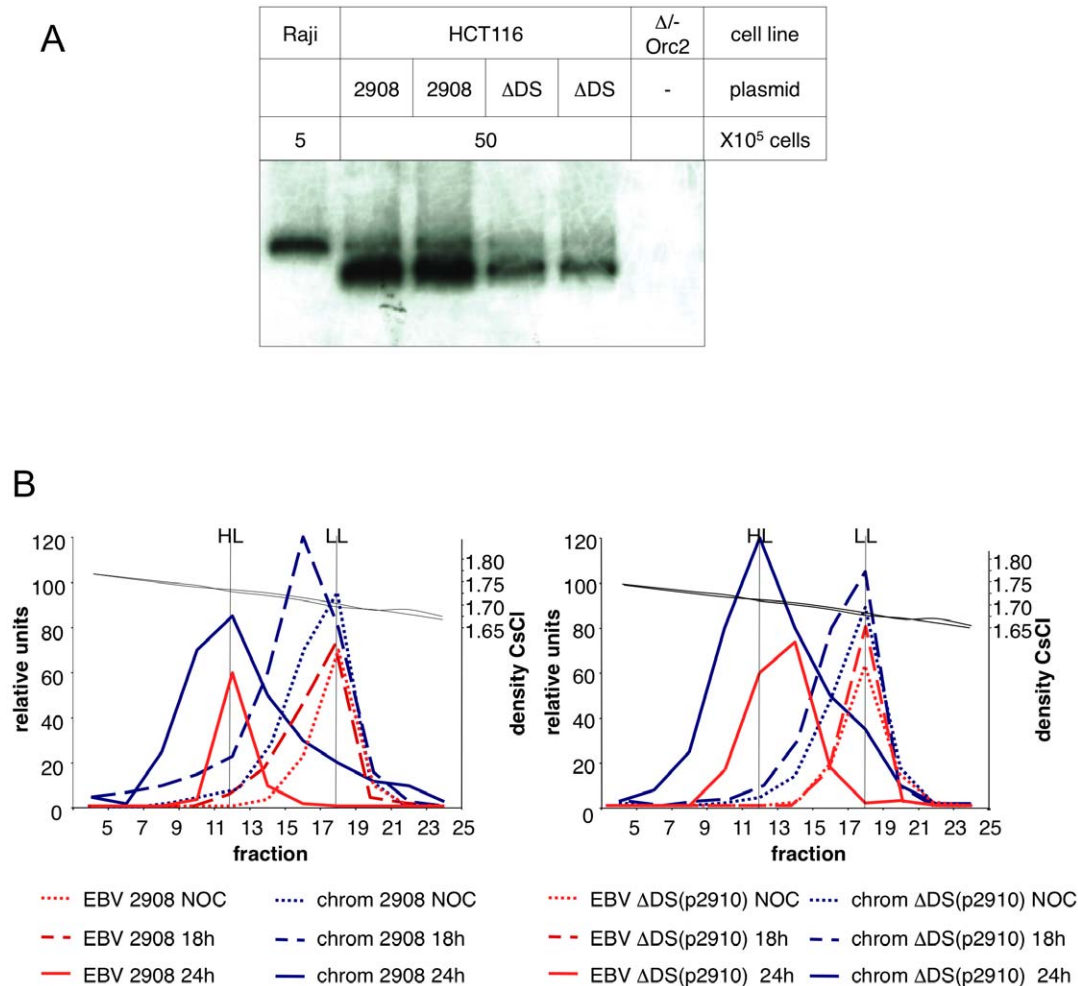 A
Raji HCT116 Δ/- Orc2 cell line
2908 2908 ΔDS ΔDS - plasmid
5 50 X10⁵ cells
B
HL LL
120
100
80
60
40
20
0
relative units
1.80
1.75
1.70
1.65
density CsCl
5 7 9 11 13 15 17 19 21 23 25
fraction
EBV 2908 NOC chrom 2908 NOC
EBV 2908 18h chrom 2908 18h
EBV 2908 24h chrom 2908 24h
HL LL
120
100
80
60
40
20
0
relative units
1.80
1.75
1.70
1.65
density CsCl
5 7 9 11 13 15 17 19 21 23 25
fraction
EBV ΔDS(p2910) NOC chrom ΔDS(p2910) NOC
EBV ΔDS(p2910) 18h chrom ΔDS(p2910) 18h
EBV ΔDS(p2910) 24h chrom ΔDS(p2910) 24h